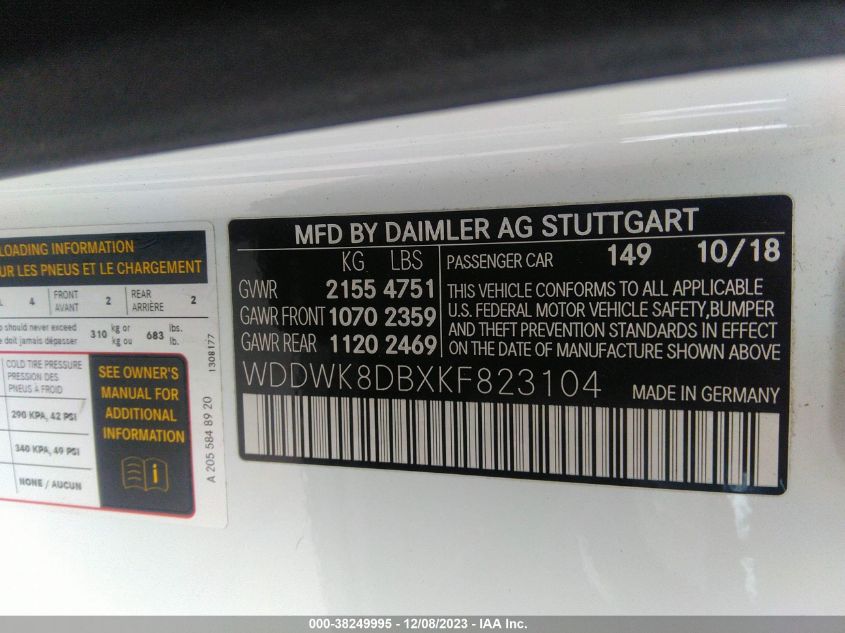 LOADING INFORMATION
UR LES PNEUS ET LE CHARGEMENT
4 FRONT AVANT 2 REAR ARRIÈRE 2
should never exceed 310 kg or 683 lbs.
doit jamais dépasser kg ou lb.
COLD TIRE PRESSURE
PRESSION DES
PNEUS À FROID
290 KPA, 42 PSI
340 KPA, 49 PSI
NONE / AUCUN
SEE OWNER'S
MANUAL FOR
ADDITIONAL
INFORMATION
1308177
A 205 584 89 20
MFD BY DAIMLER AG STUTTGART
KG LBS
GVWR 2155 4751
GAWR FRONT 1070 2359
GAWR REAR 1120 2469
PASSENGER CAR 149 10/18
THIS VEHICLE CONFORMS TO ALL APPLICABLE
U.S. FEDERAL MOTOR VEHICLE SAFETY, BUMPER
AND THEFT PREVENTION STANDARDS IN EFFECT
ON THE DATE OF MANUFACTURE SHOWN ABOVE
WDDWK8DBXKF823104 MADE IN GERMANY
000-38249995 - 12/08/2023 - IAA Inc.